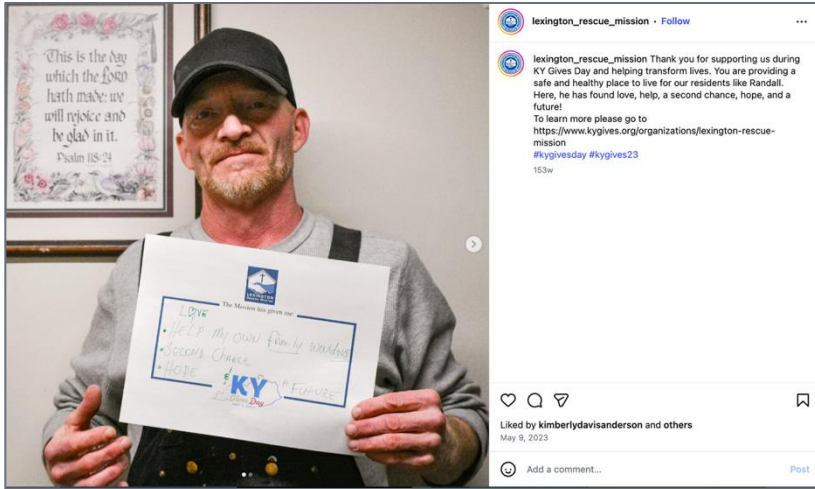 This is the day
which the LORD
hath made; we
will rejoice and
be glad in it.
Psalm 118:24
LEXINGTON
The Mission has given me:
LOVE
• HELP MY OWN family WOULDNOT
• SECOND CHANCE
• HOPE
& A FUTURE
KY
Gives Day
lexington_rescue_mission • Follow
lexington_rescue_mission Thank you for supporting us during
KY Gives Day and helping transform lives. You are providing a
safe and healthy place to live for our residents like Randall.
Here, he has found love, help, a second chance, hope, and a
future!
To learn more please go to
https://www.kygives.org/organizations/lexington-rescue-
mission
#kygivesday #kygives23
153w
Liked by kimberlydavisanderson and others
May 9, 2023
Add a comment...
Post